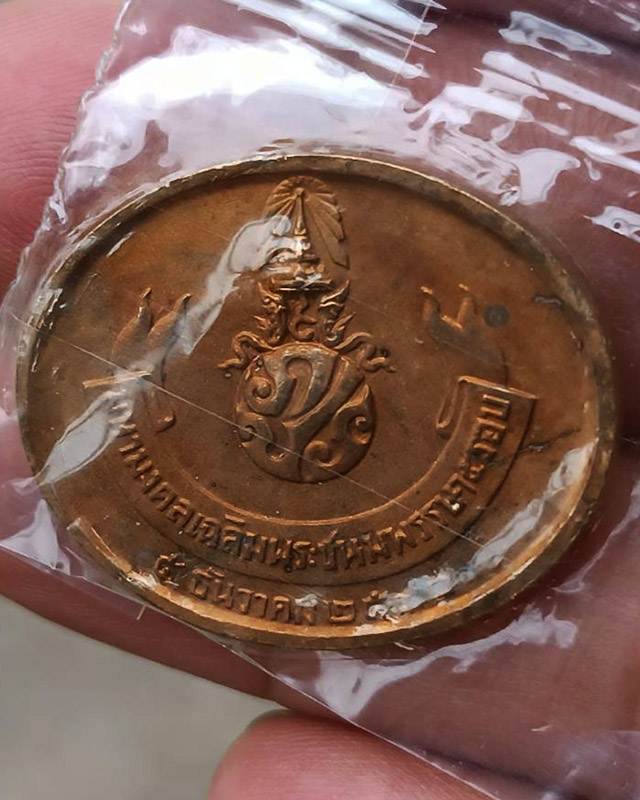 มหามงคลเฉลิมพระชนมพรรษา ๕ รอบ
๕ ธันวาคม